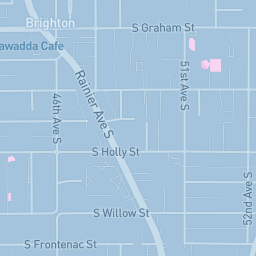 Brighton
S Graham St
awadda Cafe
Rainier Ave S
51st Ave S
46th Ave S
S Holly St
52nd Ave S
S Willow St
S Frontenac St